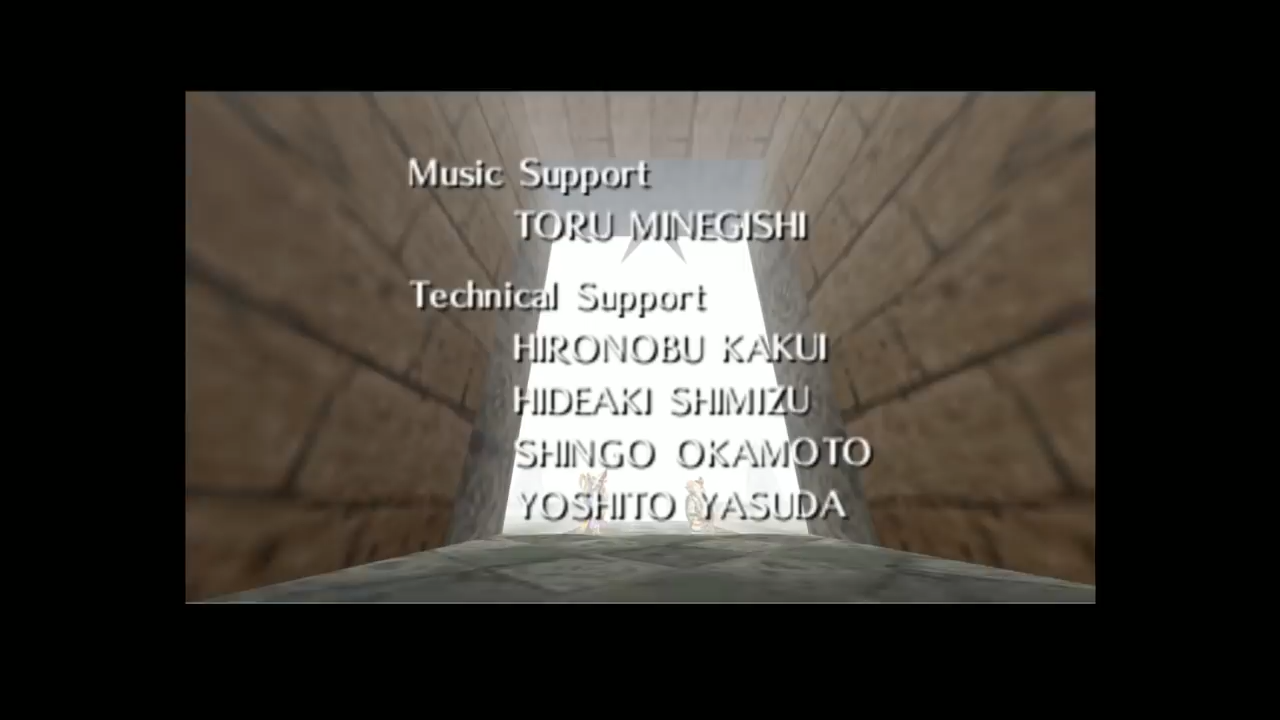 Music Support
TORU MINEGISHI
Technical Support
HIRONOBU KAKUI
HIDEAKI SHIMIZU
SHINGO OKAMOTO
YOSHITO YASUDA